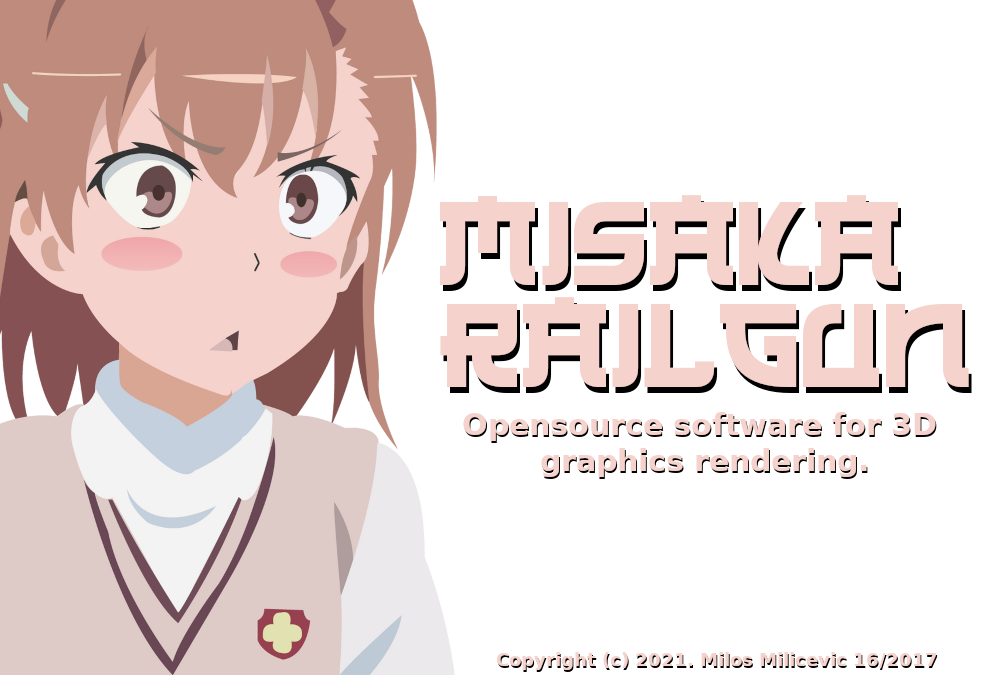 MISAKA
RAILGUN
Opensource software for 3D
graphics rendering.
Copyright (c) 2021. Milos Milicevic 16/2017